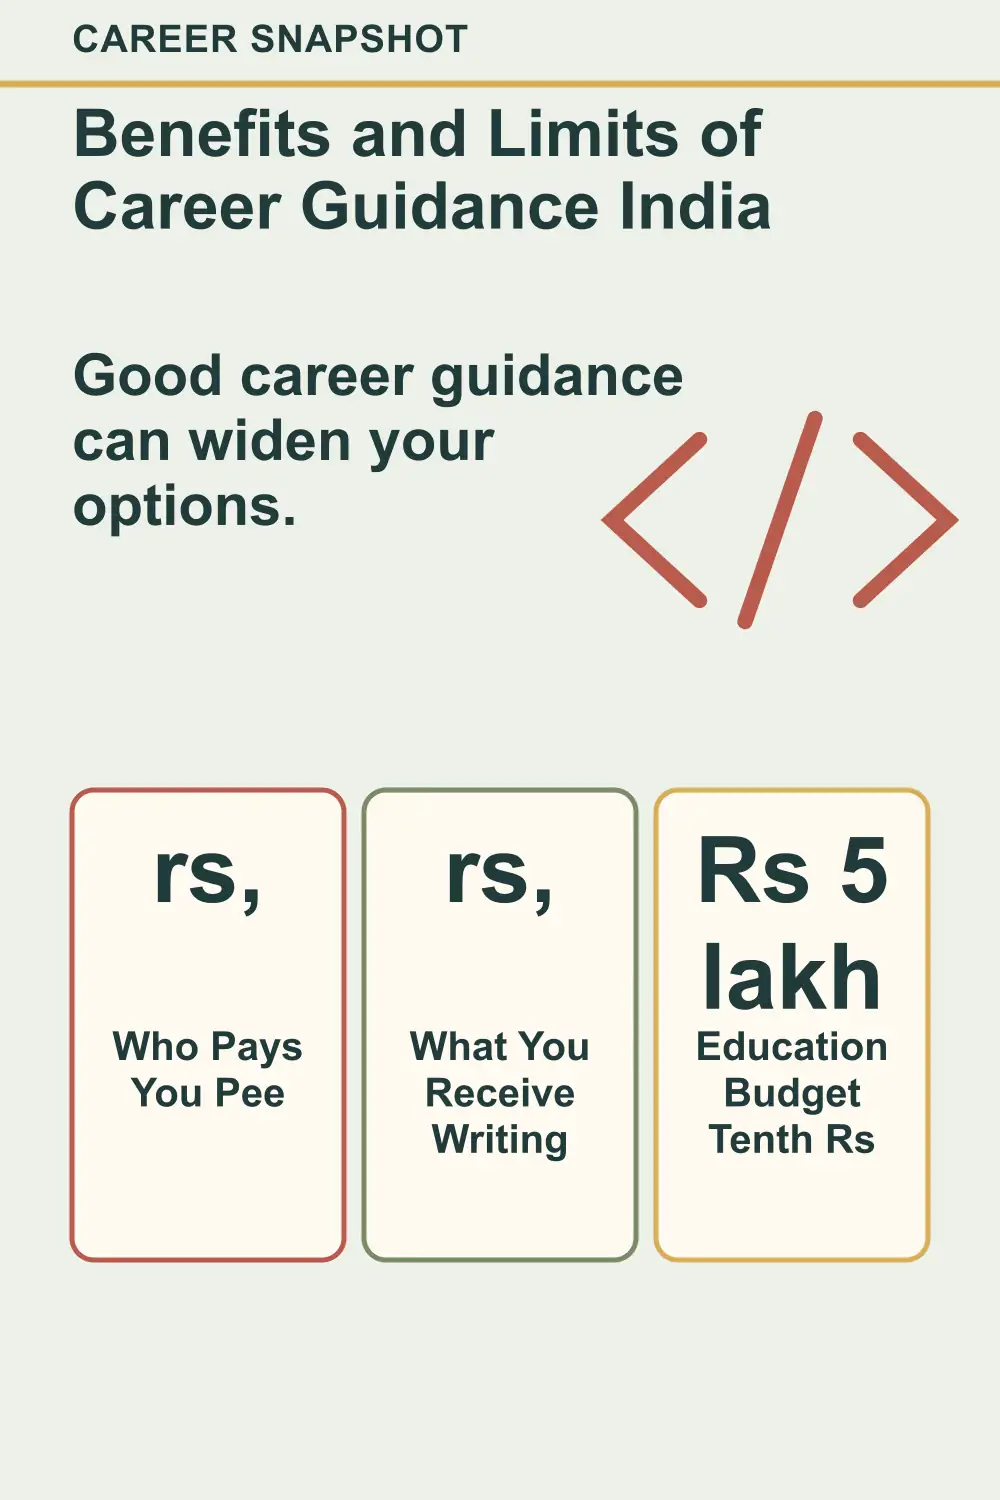 CAREER SNAPSHOT
Benefits and Limits of
Career Guidance India
Good career guidance
can widen your
options.
rs,
Who Pays
You Pee
rs,
What You
Receive
Writing
Rs 5
lakh
Education
Budget
Tenth Rs